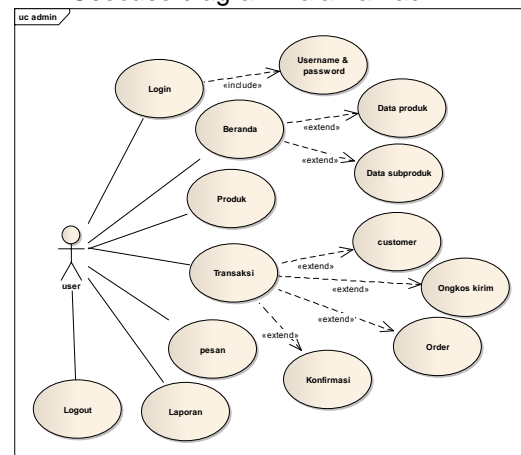 uc admin
Username &
password
Login
«include»
Data produk
Beranda
«extend»
«extend»
Data subproduk
Produk
customer
«extend»
Transaksi
«extend»
Ongkos kirim
user
«extend»
Order
«extend»
pesan
Konfirmasi
Logout
Laporan